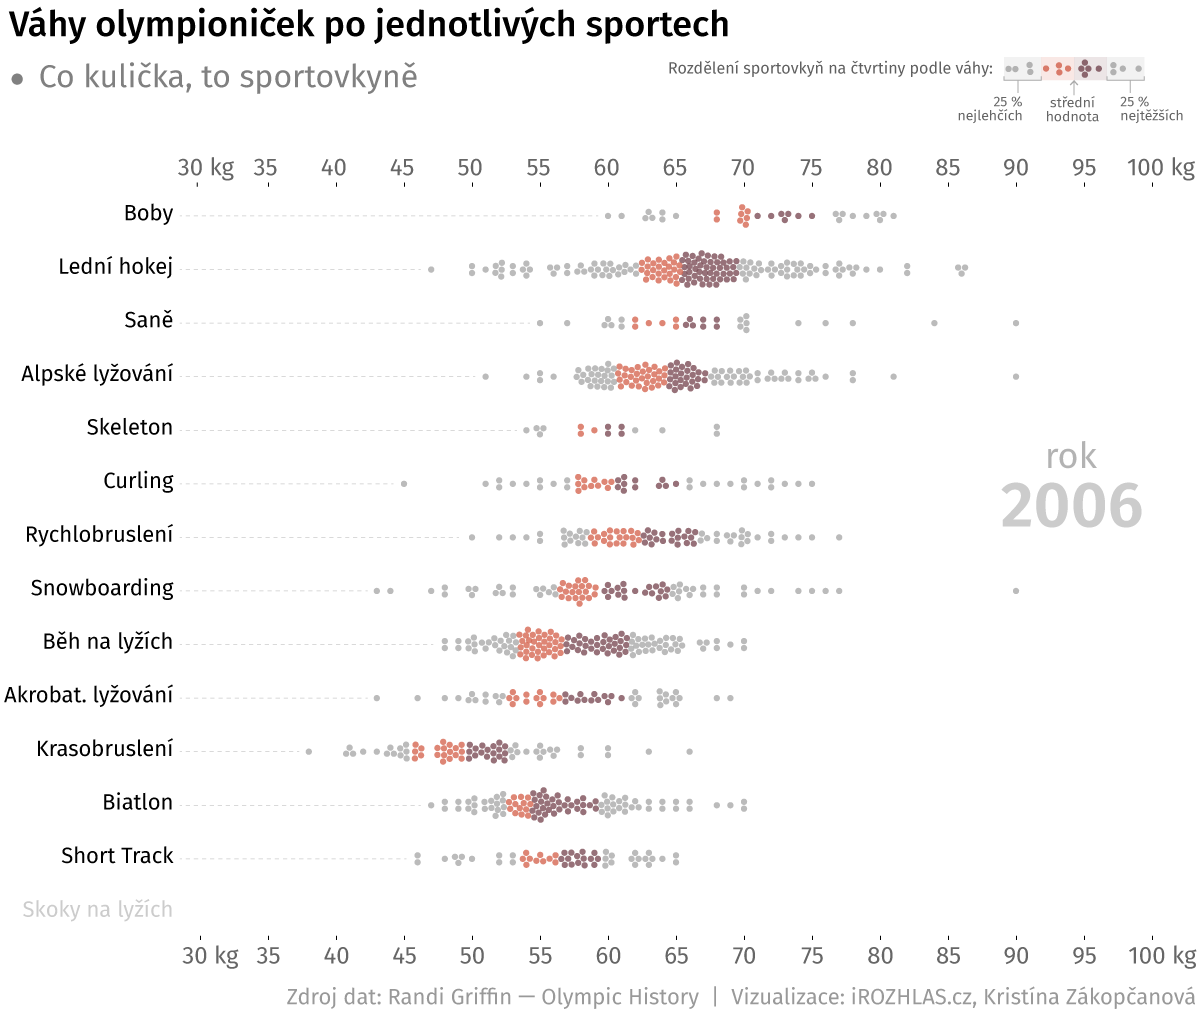 Váhy olympioniček po jednotlivých sportech
● Co kulička, to sportovkyně
Rozdělení sportovkyň na čtvrtiny podle váhy:
25 % nejlehčích
střední hodnota
25 % nejtěžších
30 kg 35 40 45 50 55 60 65 70 75 80 85 90 95 100 kg
Boby
Lední hokej
Saně
Alpské lyžování
Skeleton
Curling
Rychlobruslení
Snowboarding
Běh na lyžích
Akrobat. lyžování
Krasobruslení
Biatlon
Short Track
Skoky na lyžích
rok
2006
30 kg 35 40 45 50 55 60 65 70 75 80 85 90 95 100 kg
Zdroj dat: Randi Griffin — Olympic History | Vizualizace: iROZHLAS.cz, Kristína Zákopčanová